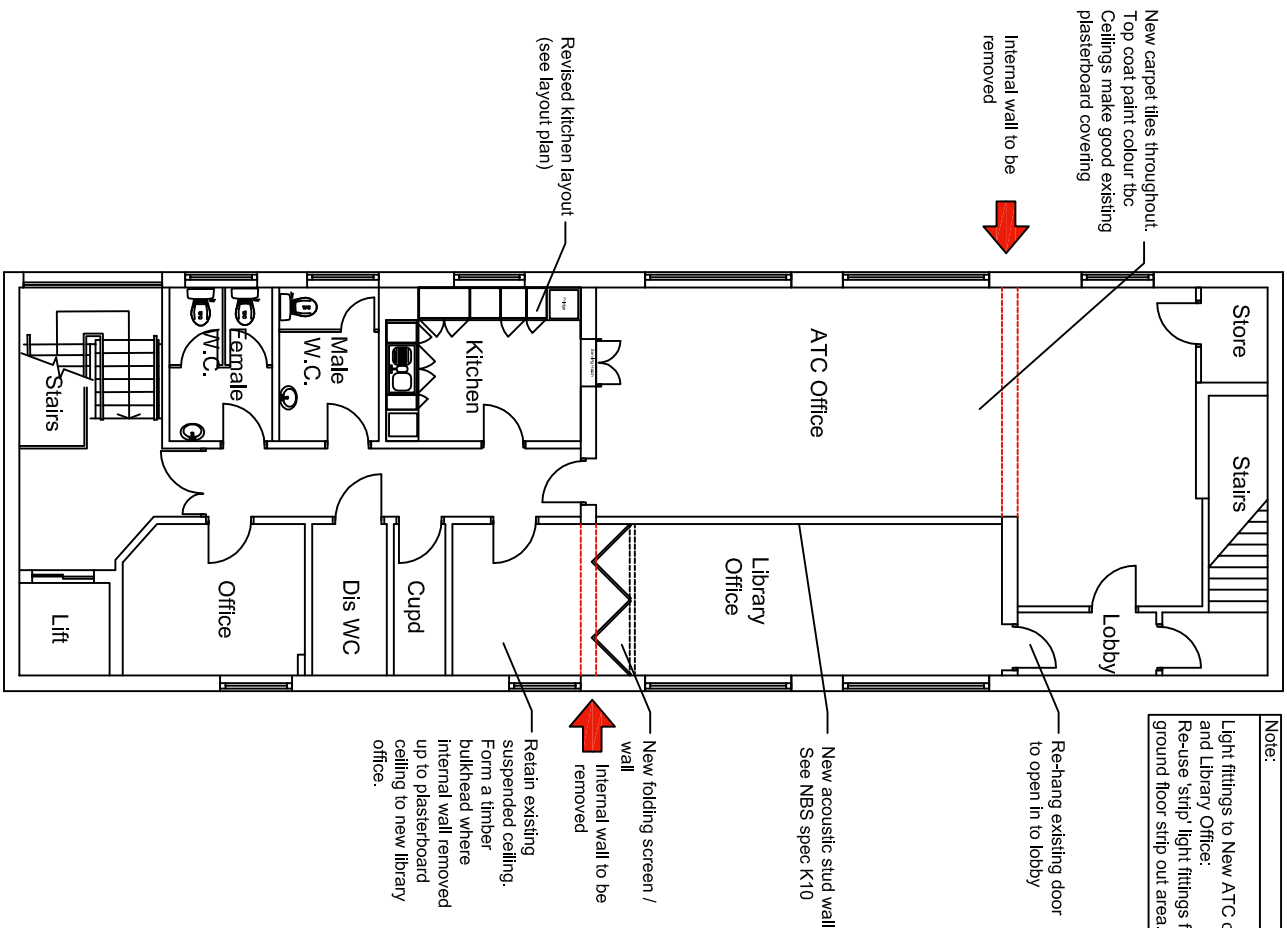 New carpet tiles throughout.
Top coat paint colour tbc
Ceilings make good existing
plasterboard covering
Internal wall to be
removed
Revised kitchen layout
(see layout plan)
Store
Stairs
ATC Office
Kitchen
Male
W.C.
Female
W.C.
Stairs
Lobby
Library
Office
Cupd
Dis WC
Office
Lift
Note:
Light fittings to New ATC o
and Library Office:
Re-use 'strip' light fittings f
ground floor strip out area.
Re-hang existing door
to open in to lobby
New acoustic stud wall
See NBS spec K10
New folding screen /
wall
Internal wall to be
removed
Retain existing
suspended ceiling.
Form a timber
bulkhead where
internal wall removed
up to plasterboard
ceiling to new library
office.